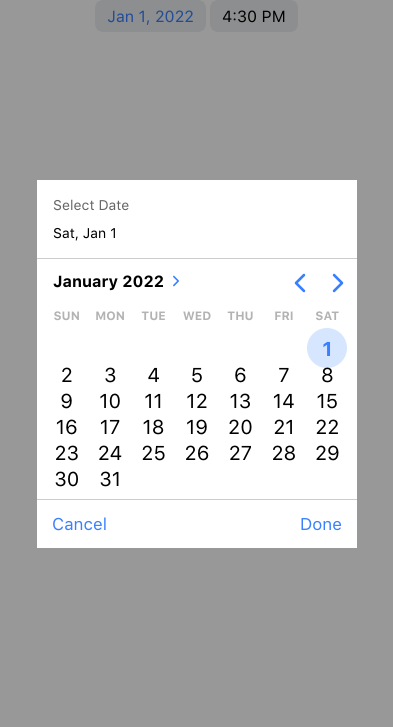 Jan 1, 2022 4:30 PM
Select Date
Sat, Jan 1
January 2022
SUN MON TUE WED THU FRI SAT
1
2 3 4 5 6 7 8
9 10 11 12 13 14 15
16 17 18 19 20 21 22
23 24 25 26 27 28 29
30 31
Cancel Done